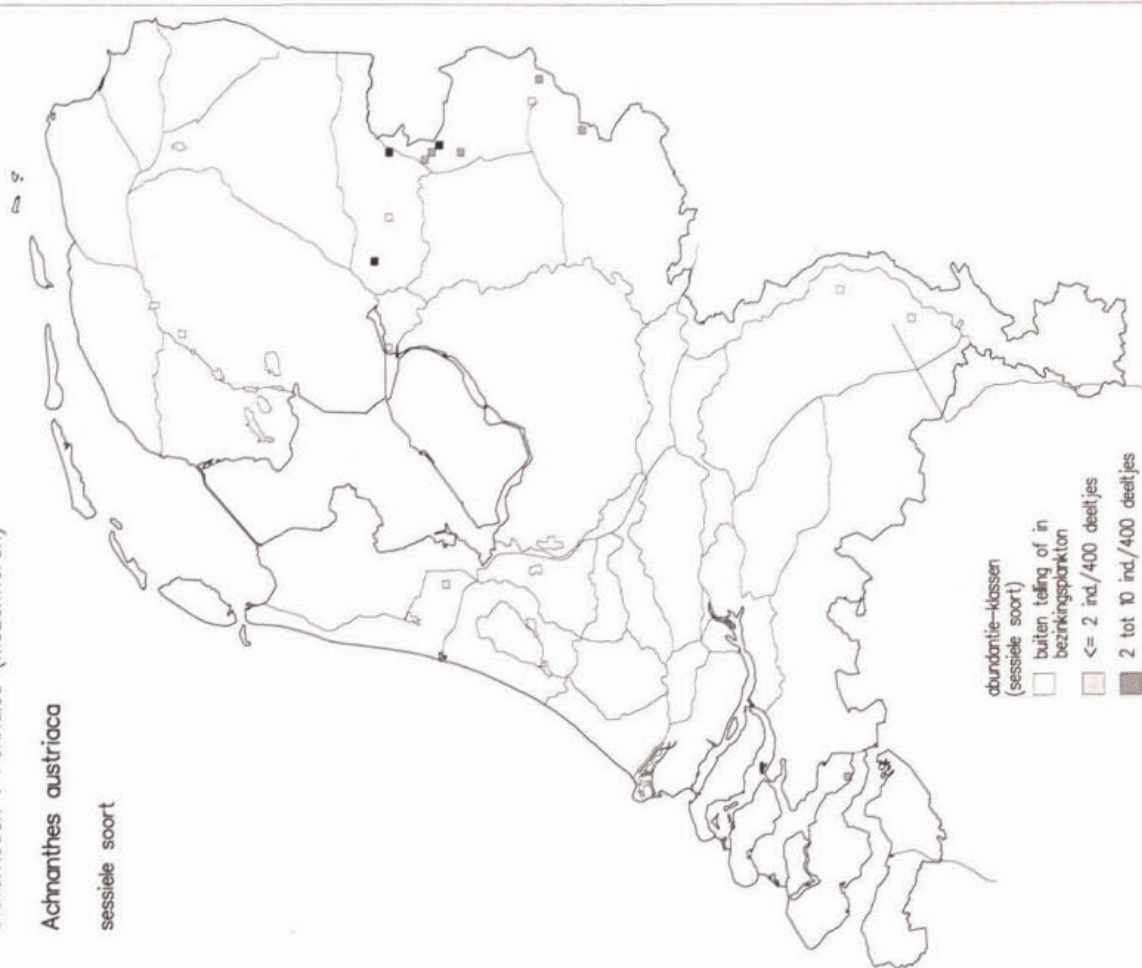 Achnanthes austriaca
sessiele soort
abundantie-klassen
(sessiele soort)
buiten telling of in
bezinkingsplankton
<= 2 ind./400 deeltjes
2 tot 10 ind./400 deeltjes